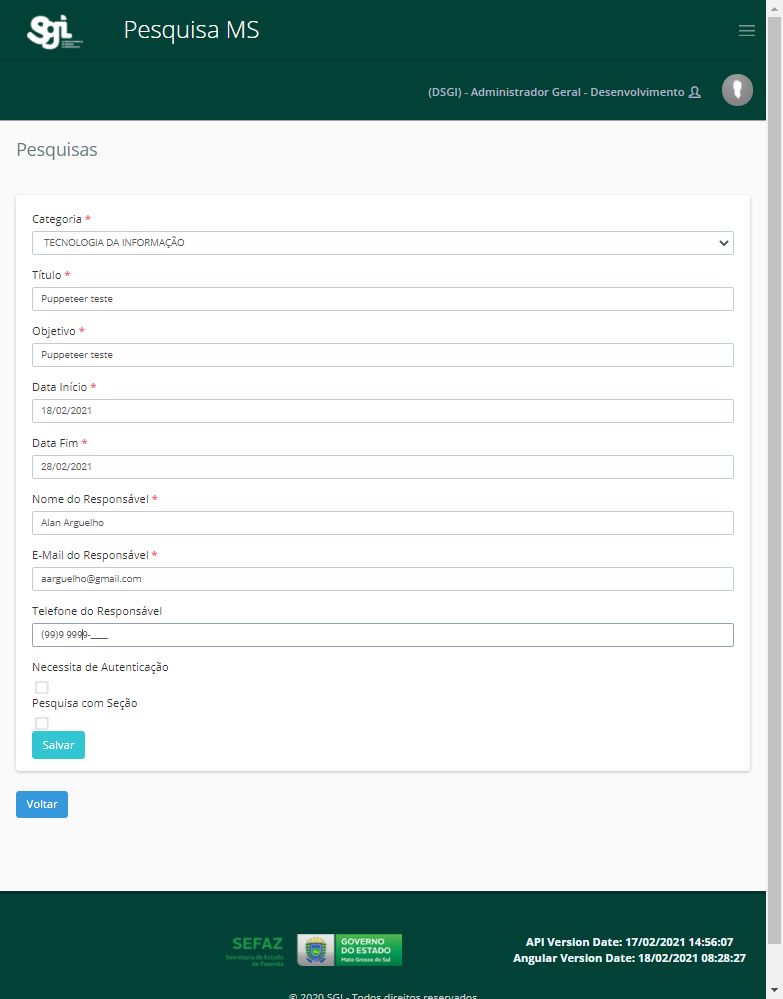 Sgi
Pesquisa MS
(DSGI) - Administrador Geral - Desenvolvimento
Pesquisas
Categoria *
TECNOLOGIA DA INFORMAÇÃO
Título *
Puppeteer teste
Objetivo *
Puppeteer teste
Data Início *
18/02/2021
Data Fim *
28/02/2021
Nome do Responsável *
Alan Arguelho
E-Mail do Responsável *
aarguelho@gmail.com
Telefone do Responsável
(99)9 9999-____
Necessita de Autenticação
Pesquisa com Seção
Salvar
Voltar
SEFAZ
Secretaria de Estado
de Fazenda
GOVERNO
DO ESTADO
Mato Grosso do Sul
API Version Date: 17/02/2021 14:56:07
Angular Version Date: 18/02/2021 08:28:27
© 2020 SGI - Todos direitos reservados